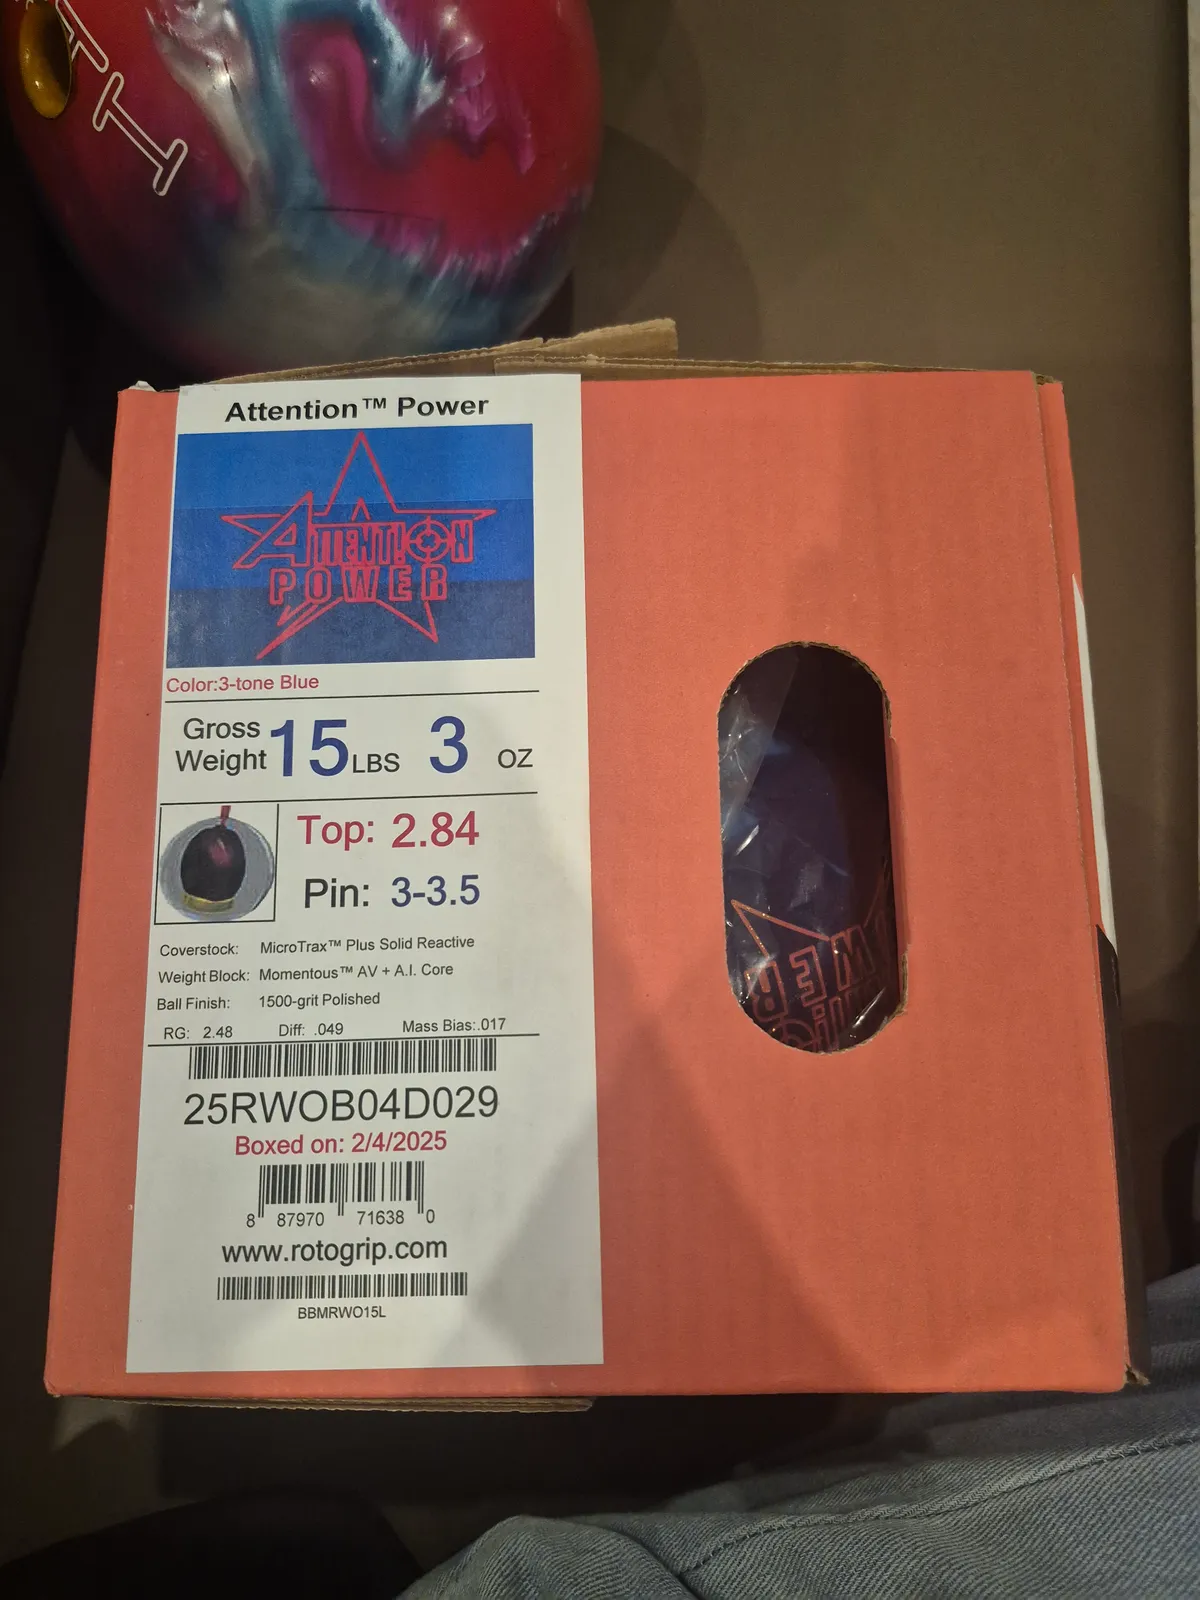 Attention™ Power
ATTENTION
POWER
Color:3-tone Blue
Gross Weight 15 LBS 3 OZ
Top: 2.84
Pin: 3-3.5
Coverstock: MicroTrax™ Plus Solid Reactive
Weight Block: Momentous™ AV + A.I. Core
Ball Finish: 1500-grit Polished
RG: 2.48 Diff: .049 Mass Bias:.017
25RWOB04D029
Boxed on: 2/4/2025
8 87970 71638 0
www.rotogrip.com
BBMRWO15L